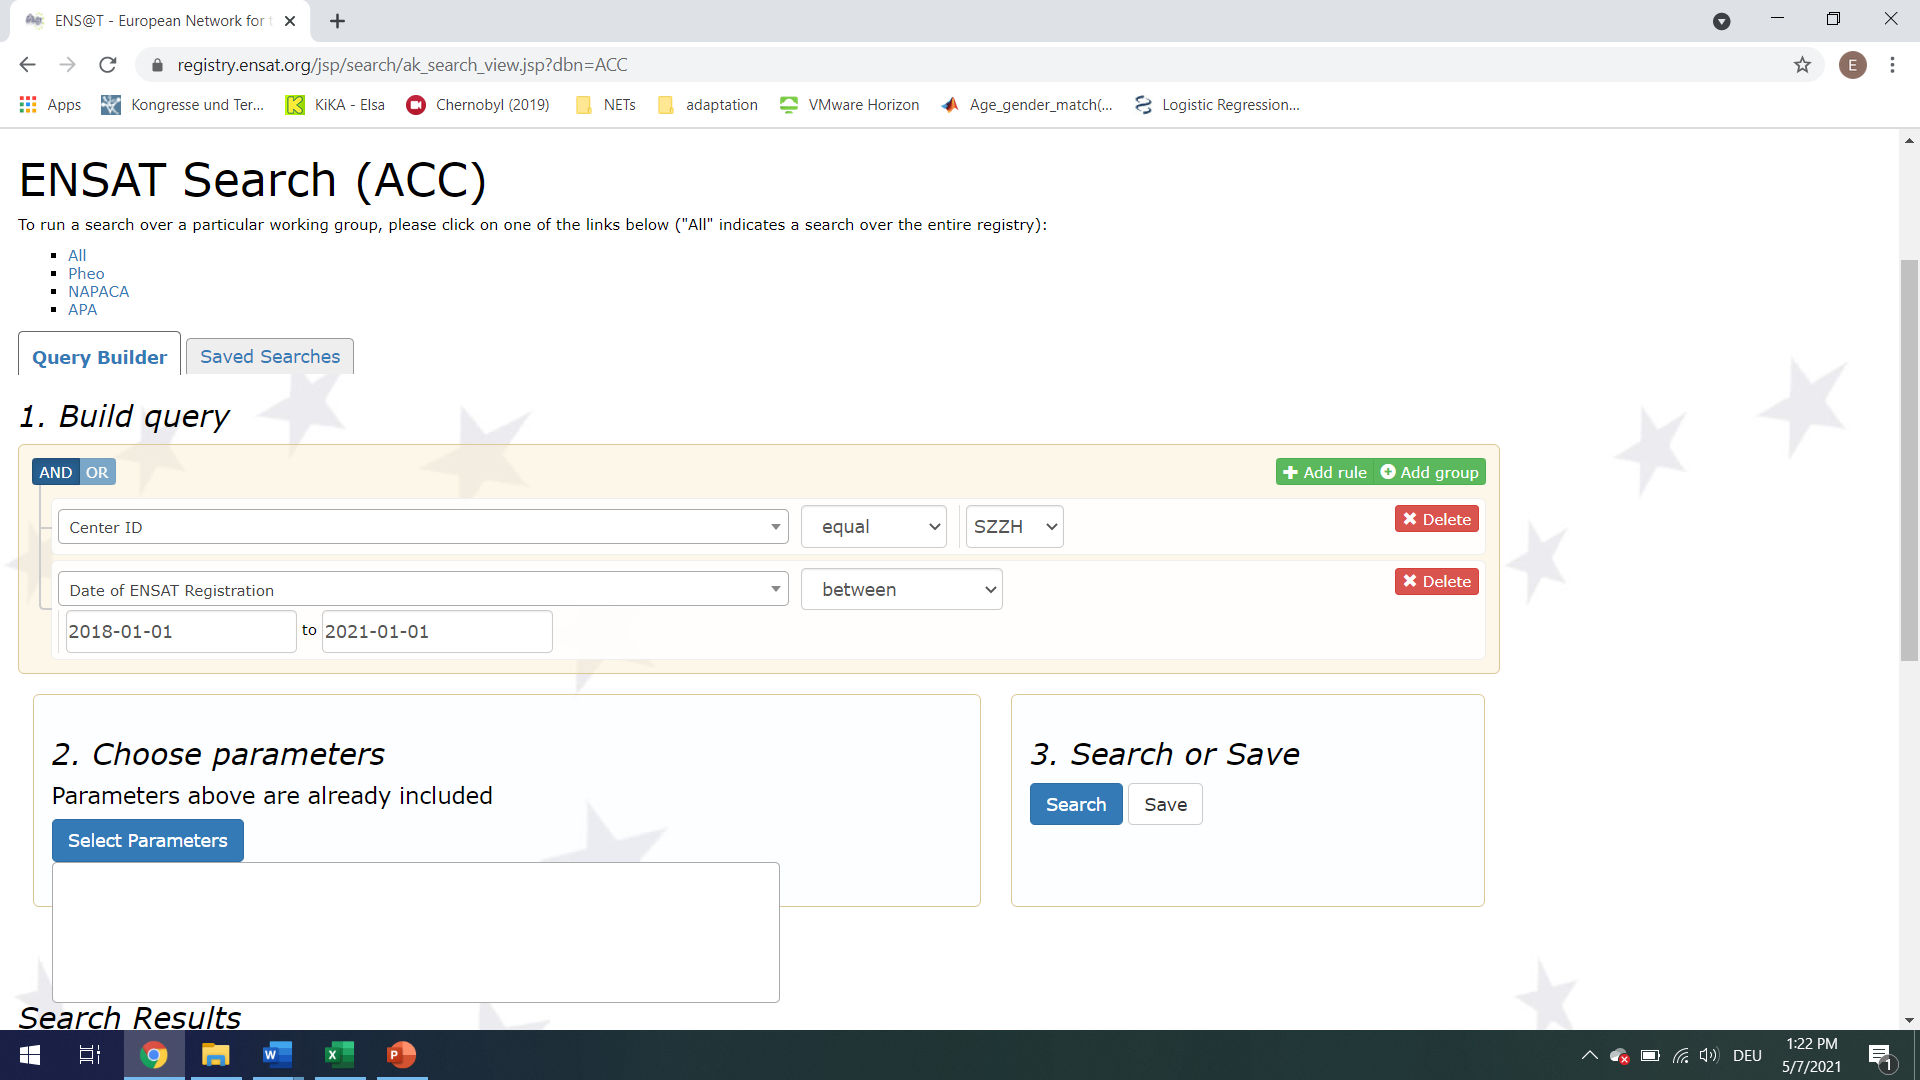 ENS@T - European Network for t
registry.ensat.org/jsp/search/ak_search_view.jsp?dbn=ACC
E
Apps Kongresse und Ter... KiKA - Elsa Chernobyl (2019) NETs adaptation VMware Horizon Age_gender_match(... Logistic Regression...
ENSAT Search (ACC)
To run a search over a particular working group, please click on one of the links below ("All" indicates a search over the entire registry):
All
Pheo
NAPACA
APA
Query Builder Saved Searches
1. Build query
AND OR Add rule Add group
Center ID equal SZZH Delete
Date of ENSAT Registration between Delete
2018-01-01 to 2021-01-01
2. Choose parameters
Parameters above are already included
Select Parameters
3. Search or Save
Search Save
Search Results
W X P DEU 1:22 PM
5/7/2021
1